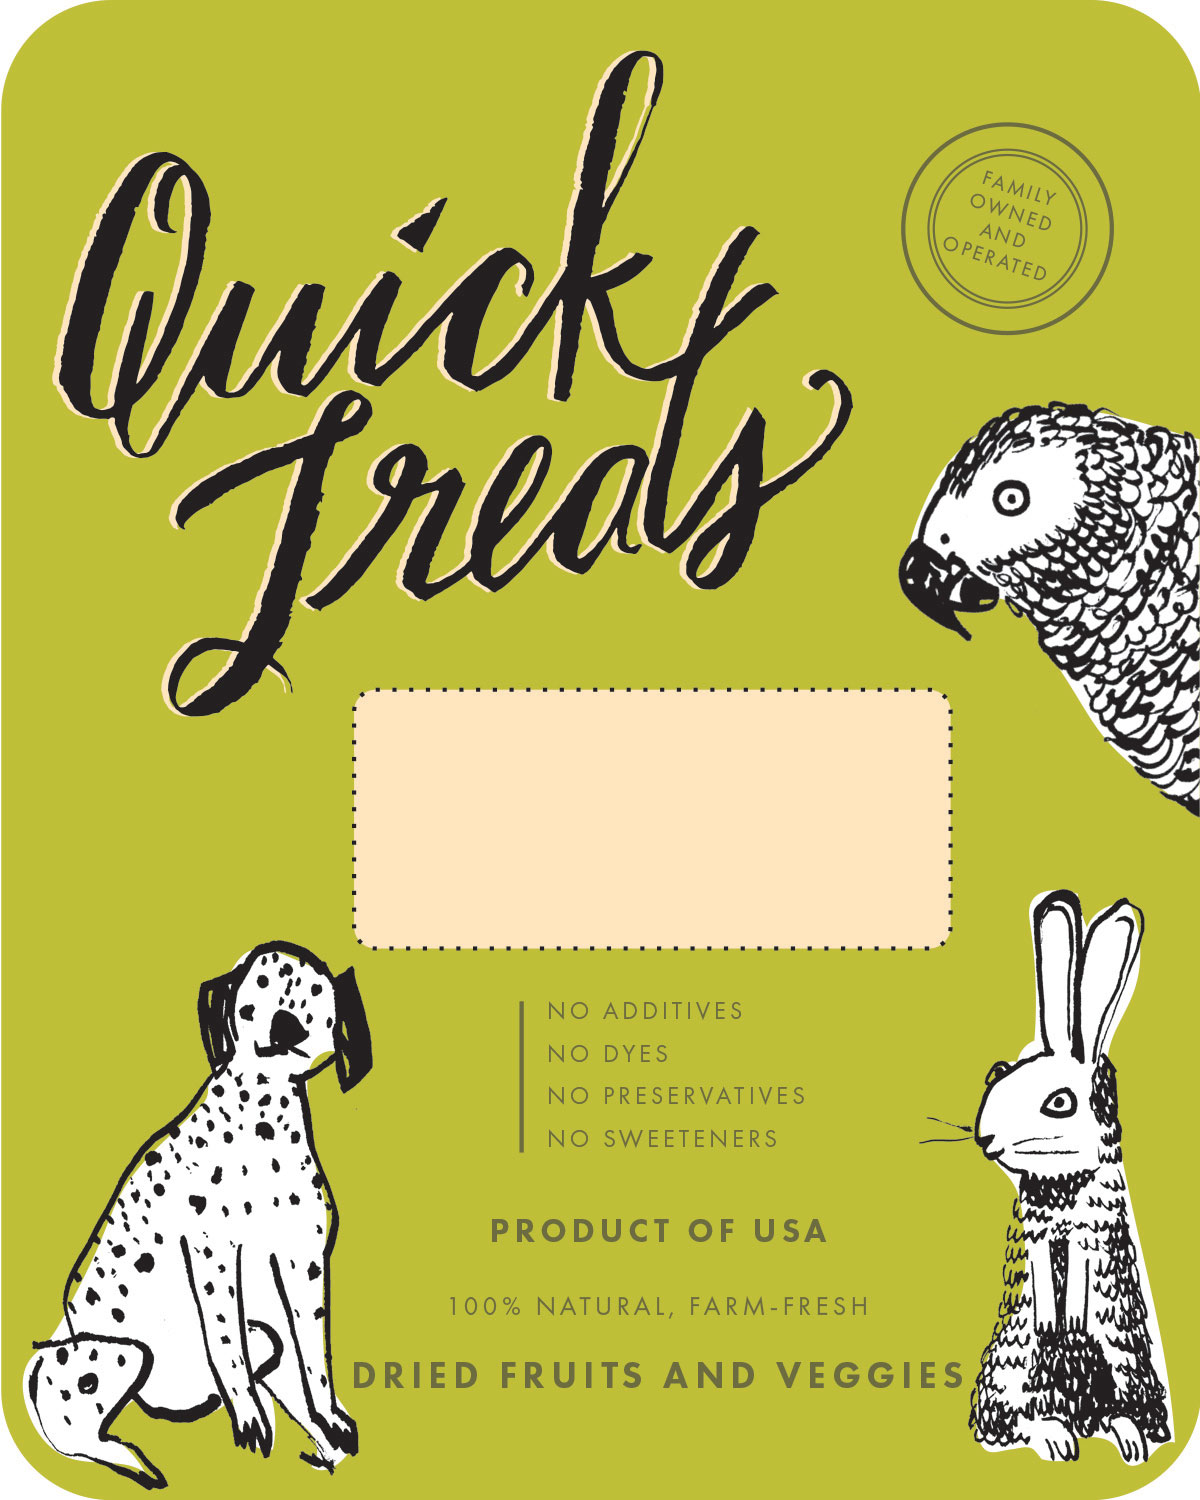 Quick
Treats
FAMILY
OWNED
AND
OPERATED
NO ADDITIVES
NO DYES
NO PRESERVATIVES
NO SWEETENERS
PRODUCT OF USA
100% NATURAL, FARM-FRESH
DRIED FRUITS AND VEGGIES